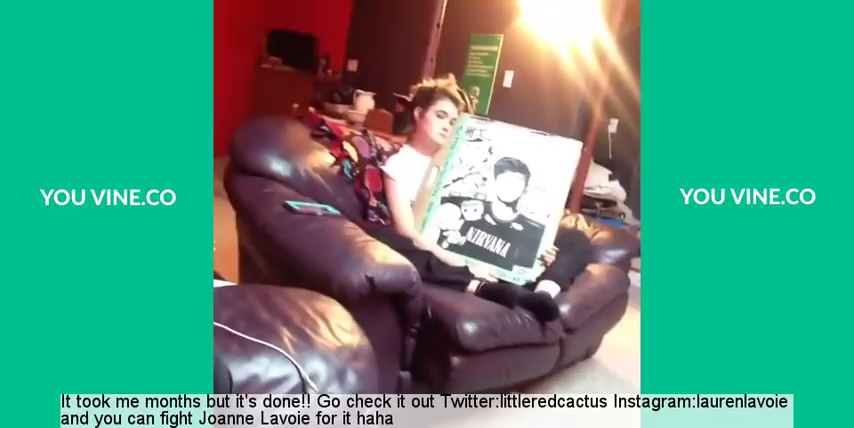 YOU VINE.CO
YOU VINE.CO
NIRVANA
It took me months but it's done!! Go check it out Twitter:littleredcactus Instagram:laurenlavoie
and you can fight Joanne Lavoie for it haha